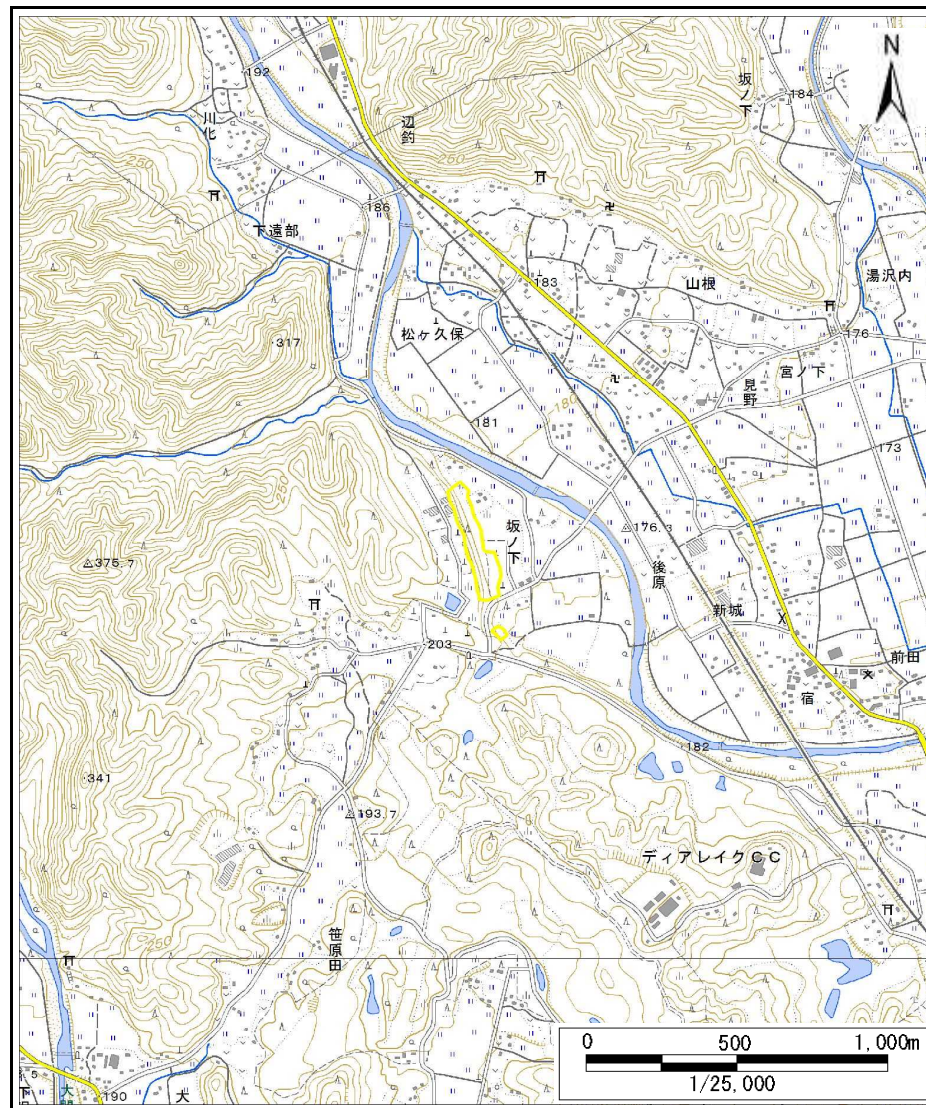 192
川化
辺釣
250
坂ノ下
184
N
186
下遠部
183
山根
湯沢内
176
317
松ヶ久保
宮ノ下
見野
180
181
173
250
坂ノ下
176.3
後原
375.7
新城
203
前田
宿
182
341
193.7
ディアレイクCC
250
笹原田
0 500 1,000m
1/25,000
190
犬